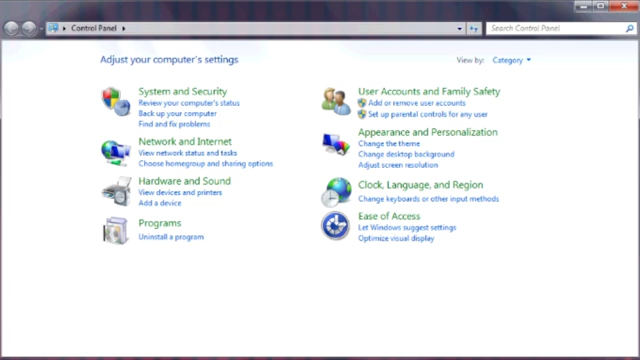 Control Panel
Search Control Panel
Adjust your computer's settings
View by: Category
System and Security
Review your computer's status
Back up your computer
Find and fix problems
Network and Internet
View network status and tasks
Choose homegroup and sharing options
Hardware and Sound
View devices and printers
Add a device
Programs
Uninstall a program
User Accounts and Family Safety
Add or remove user accounts
Set up parental controls for any user
Appearance and Personalization
Change the theme
Change desktop background
Adjust screen resolution
Clock, Language, and Region
Change keyboards or other input methods
Ease of Access
Let Windows suggest settings
Optimize visual display